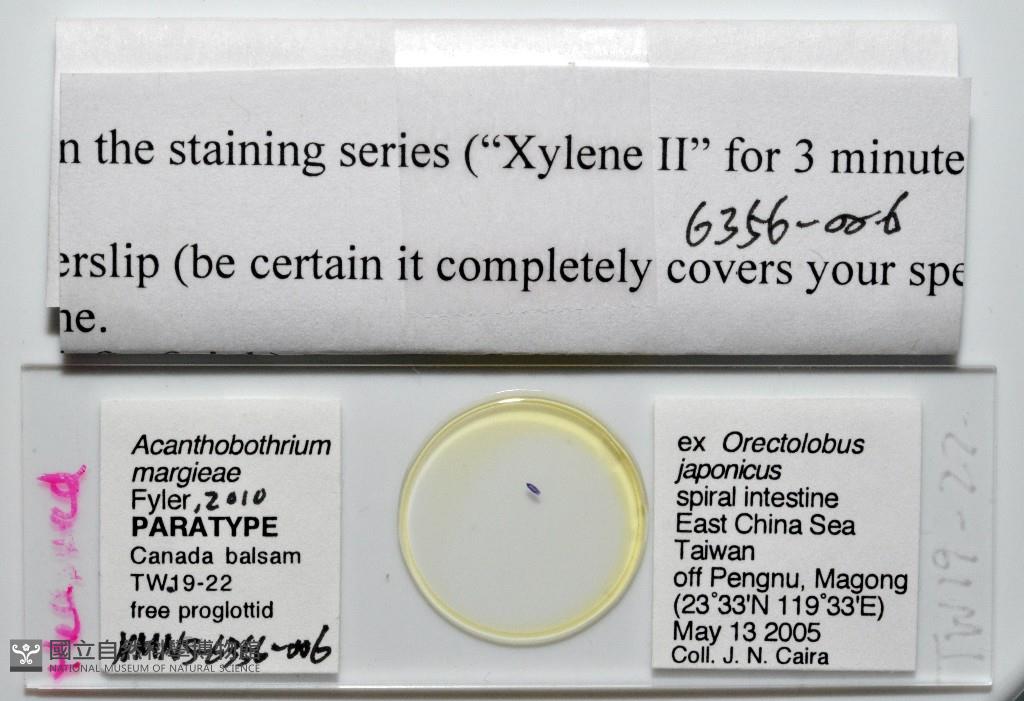 n the staining series (“Xylene II” for 3 minute
6356-006
erslip (be certain it completely covers your spe
ne.
Acanthobothrium
margieae
Fyler, 2010
PARATYPE
Canada balsam
TW19-22
free proglottid
-006
國立自然科學博物館
NATIONAL MUSEUM OF NATURAL SCIENCE
ex Orectolobus
japonicus
spiral intestine
East China Sea
Taiwan
off Pengnu, Magong
(23°33'N 119°33'E)
May 13 2005
Coll. J. N. Caira
TW19-22-